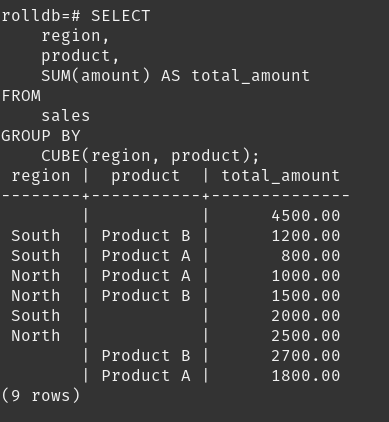 rolldb=# SELECT
    region,
    product,
    SUM(amount) AS total_amount
FROM
    sales
GROUP BY
    CUBE(region, product);
 region |  product  | total_amount
--------+-----------+--------------
        |           |      4500.00
 South  | Product B |      1200.00
 South  | Product A |       800.00
 North  | Product A |      1000.00
 North  | Product B |      1500.00
 South  |           |      2000.00
 North  |           |      2500.00
        | Product B |      2700.00
        | Product A |      1800.00
(9 rows)